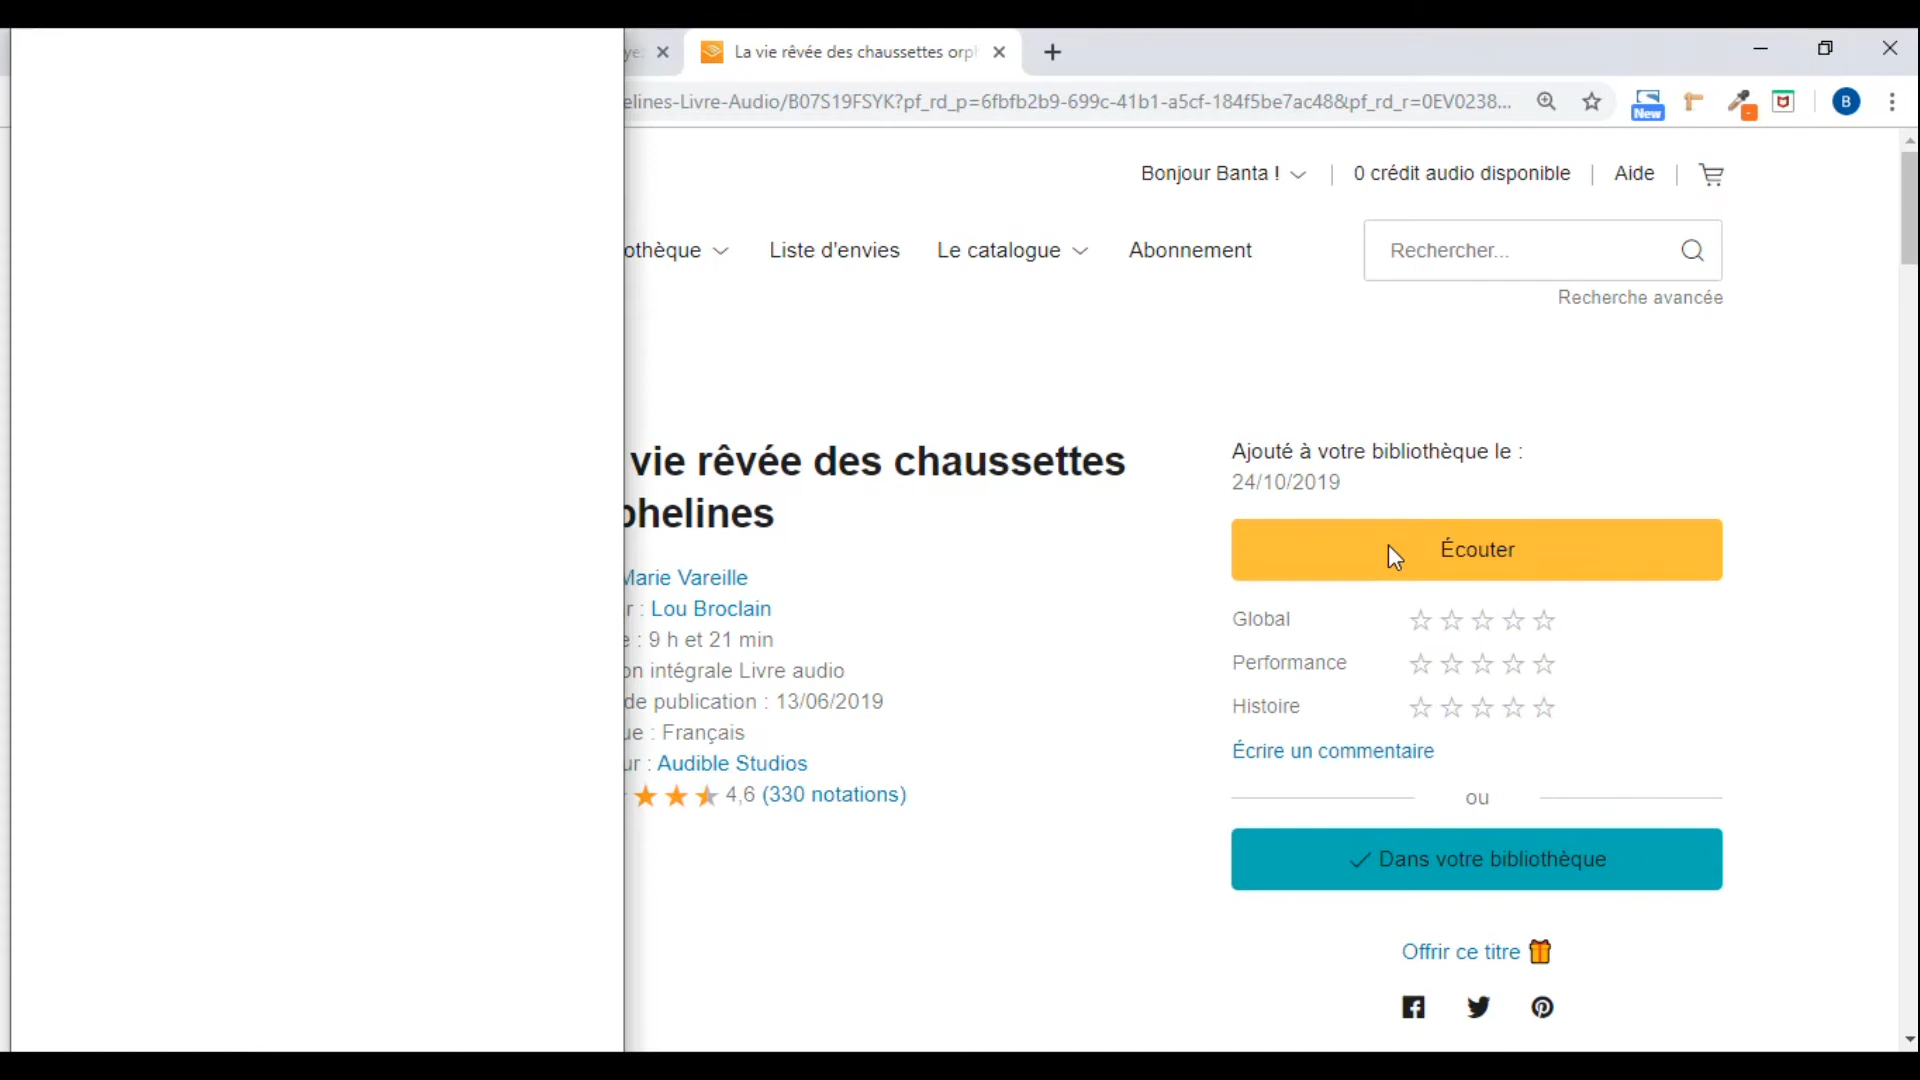 La vie rêvée des chaussettes orp
elines-Livre-Audio/B07S19FSYK?pf_rd_p=6fbfb2b9-699c-41b1-a5cf-184f5be7ac48&pf_rd_r=0EV0238...
New
B
Bonjour Banta !
0 crédit audio disponible
Aide
othèque
Liste d'envies
Le catalogue
Abonnement
Rechercher...
Recherche avancée
vie rêvée des chaussettes
phelines
Marie Vareille
r : Lou Broclain
e : 9 h et 21 min
on intégrale Livre audio
de publication : 13/06/2019
ue : Français
ur : Audible Studios
4,6 (330 notations)
Ajouté à votre bibliothèque le :
24/10/2019
Écouter
Global
Performance
Histoire
Écrire un commentaire
ou
Dans votre bibliothèque
Offrir ce titre